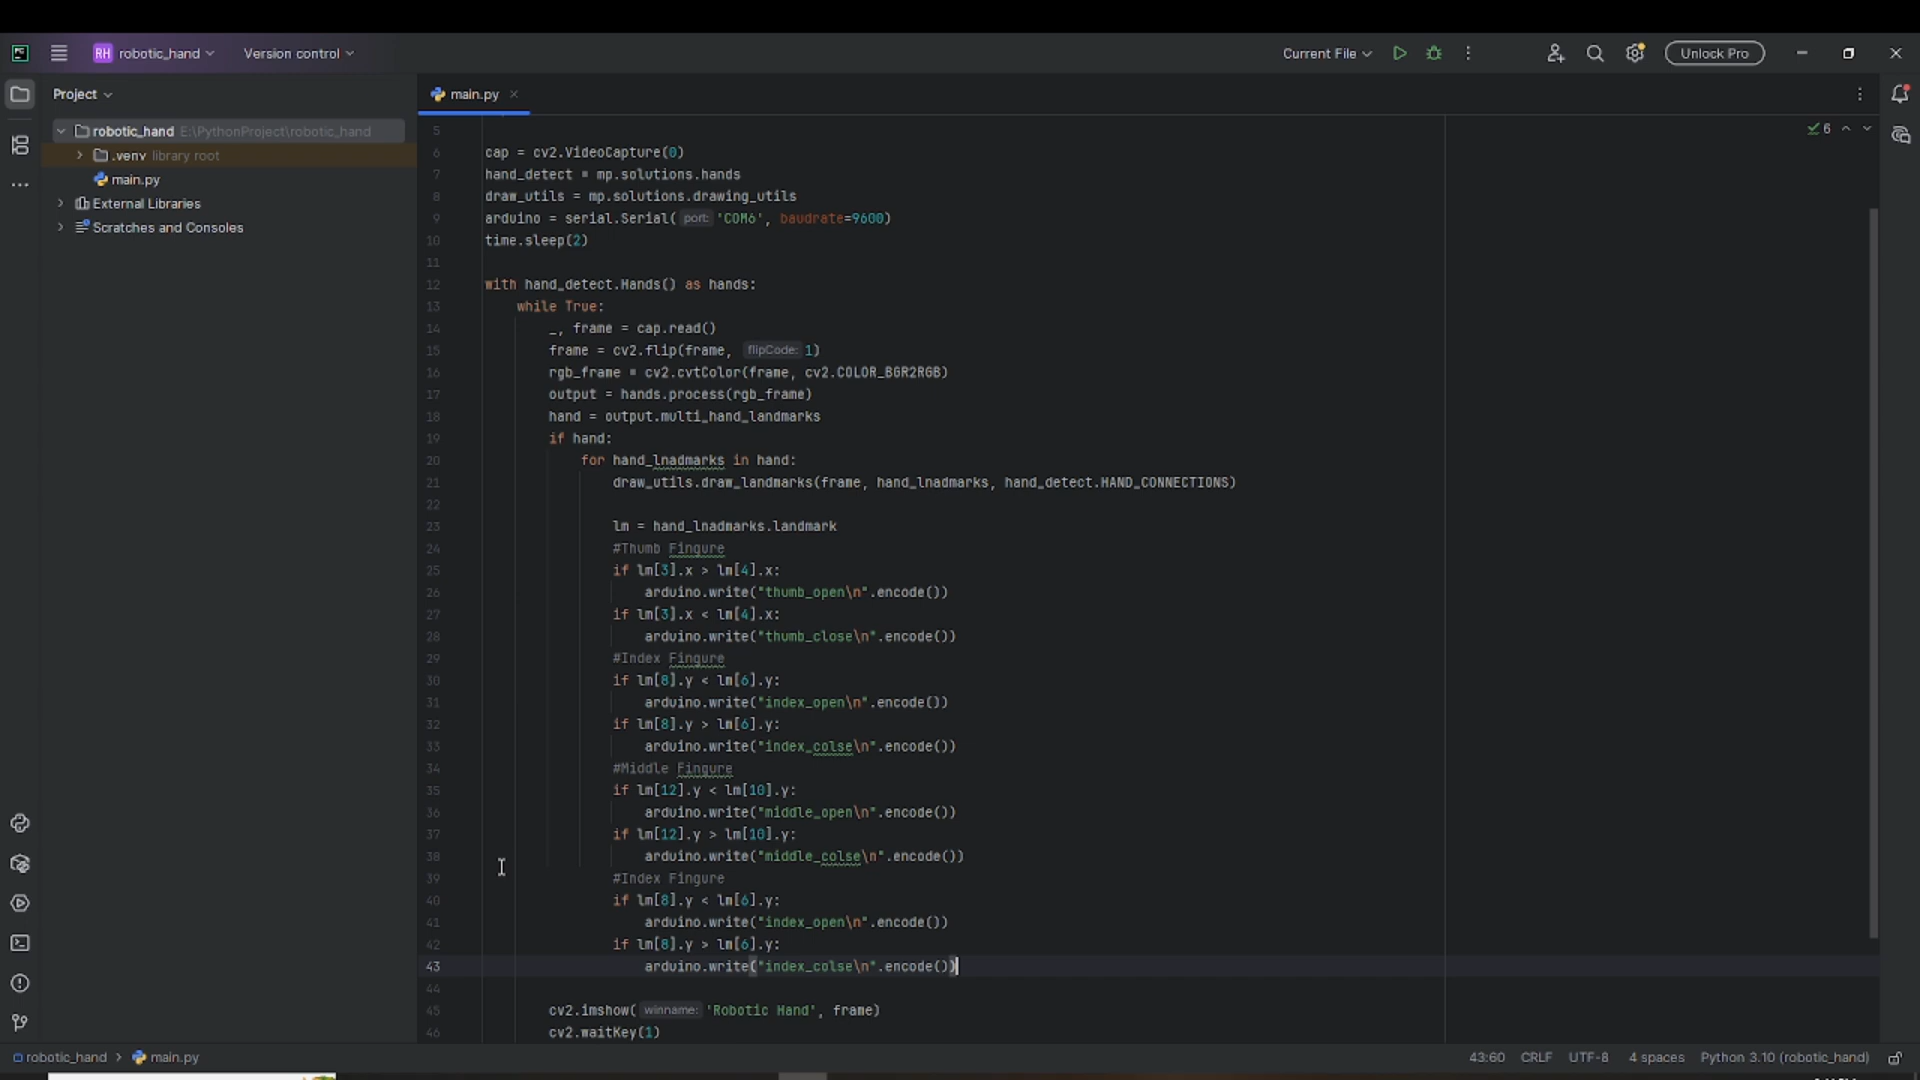 RH robotic_hand
Version control
Current File
Unlock Pro
Project
main.py
robotic_hand E:\PythonProject\robotic_hand
.venv library root
main.py
External Libraries
Scratches and Consoles
6
5
6 cap = cv2.VideoCapture(0)
7 hand_detect = mp.solutions.hands
8 draw_utils = mp.solutions.drawing_utils
9 arduino = serial.Serial( port: 'COM6', baudrate=9600)
10 time.sleep(2)
11
12 with hand_detect.Hands() as hands:
13 while True:
14 _, frame = cap.read()
15 frame = cv2.flip(frame, flipCode: 1)
16 rgb_frame = cv2.cvtColor(frame, cv2.COLOR_BGR2RGB)
17 output = hands.process(rgb_frame)
18 hand = output.multi_hand_landmarks
19 if hand:
20 for hand_lnadmarks in hand:
21 draw_utils.draw_landmarks(frame, hand_lnadmarks, hand_detect.HAND_CONNECTIONS)
22
23 lm = hand_lnadmarks.landmark
24 #Thumb Fingure
25 if lm[3].x > lm[4].x:
26 arduino.write("thumb_open\n".encode())
27 if lm[3].x < lm[4].x:
28 arduino.write("thumb_close\n".encode())
29 #Index Fingure
30 if lm[8].y < lm[6].y:
31 arduino.write("index_open\n".encode())
32 if lm[8].y > lm[6].y:
33 arduino.write("index_colse\n".encode())
34 #Middle Fingure
35 if lm[12].y < lm[10].y:
36 arduino.write("middle_open\n".encode())
37 if lm[12].y > lm[10].y:
38 arduino.write("middle_colse\n".encode())
39 #Index Fingure
40 if lm[8].y < lm[6].y:
41 arduino.write("index_open\n".encode())
42 if lm[8].y > lm[6].y:
43 arduino.write("index_colse\n".encode())
44
45 cv2.imshow( winname: 'Robotic Hand', frame)
46 cv2.waitKey(1)
robotic_hand > main.py
43:60 CRLF UTF-8 4 spaces Python 3.10 (robotic_hand)